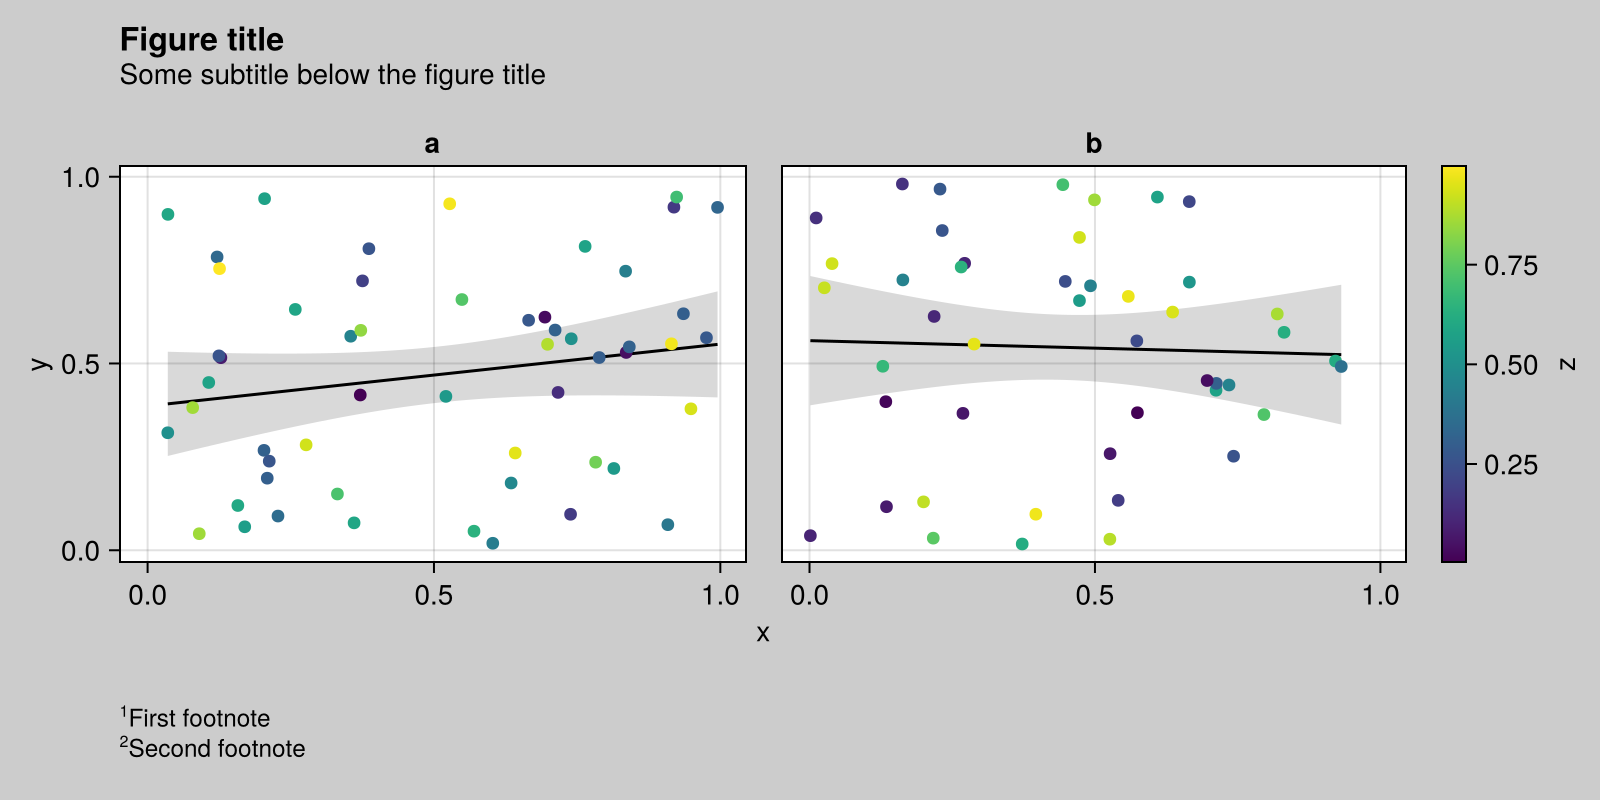 Figure title
Some subtitle below the figure title
a
b
1.0
0.5
0.0
y
0.0
0.5
1.0
0.0
0.5
1.0
x
0.75
0.50
0.25
z
¹First footnote
²Second footnote